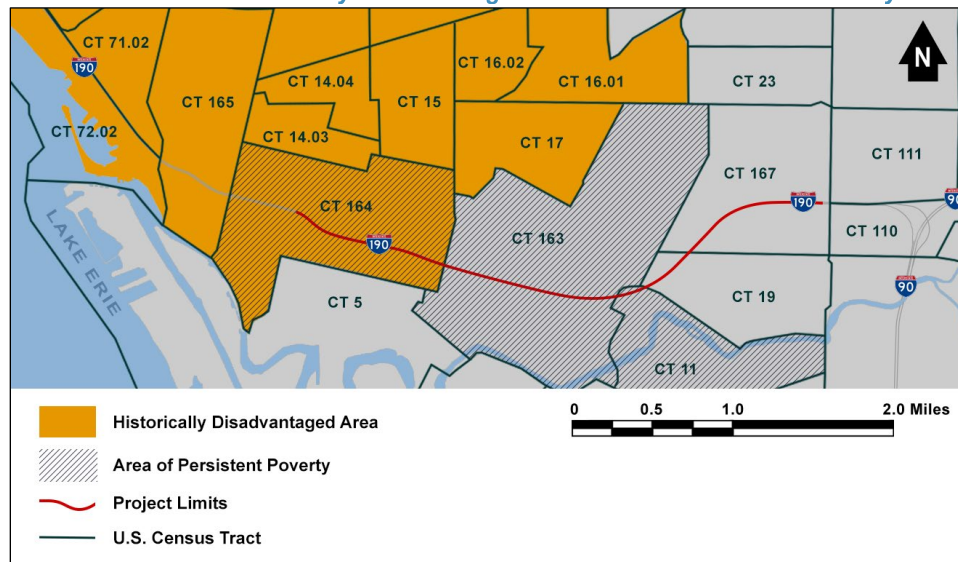 N
CT 71.02
190
CT 165
CT 14.04
CT 15
CT 16.02
CT 16.01
CT 23
CT 72.02
CT 14.03
CT 17
CT 111
CT 167
CT 164
190
190
90
CT 163
CT 110
LAKE ERIE
CT 5
CT 19
90
CT 11
Historically Disadvantaged Area
Area of Persistent Poverty
Project Limits
U.S. Census Tract
0 0.5 1.0 2.0 Miles